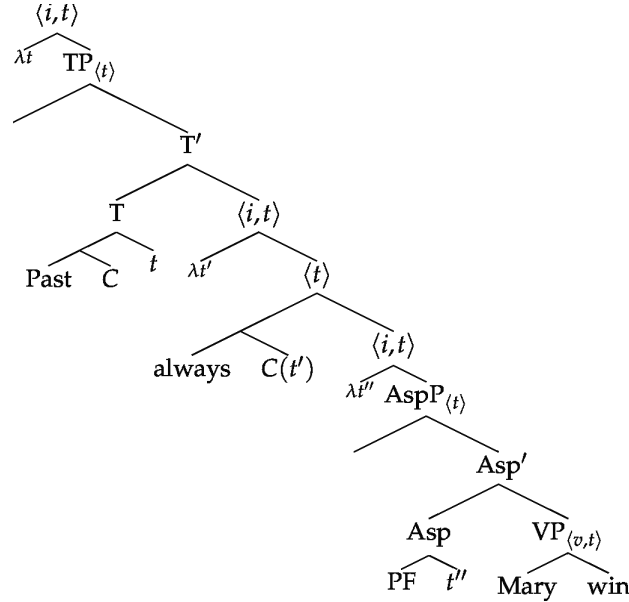 ⟨i, t⟩
λt TP⟨t⟩
T′
T ⟨i, t⟩
Past C t λt′ ⟨t⟩
always C(t′) ⟨i, t⟩
λt″ AspP⟨t⟩
Asp′
Asp VP⟨v,t⟩
PF t″ Mary win